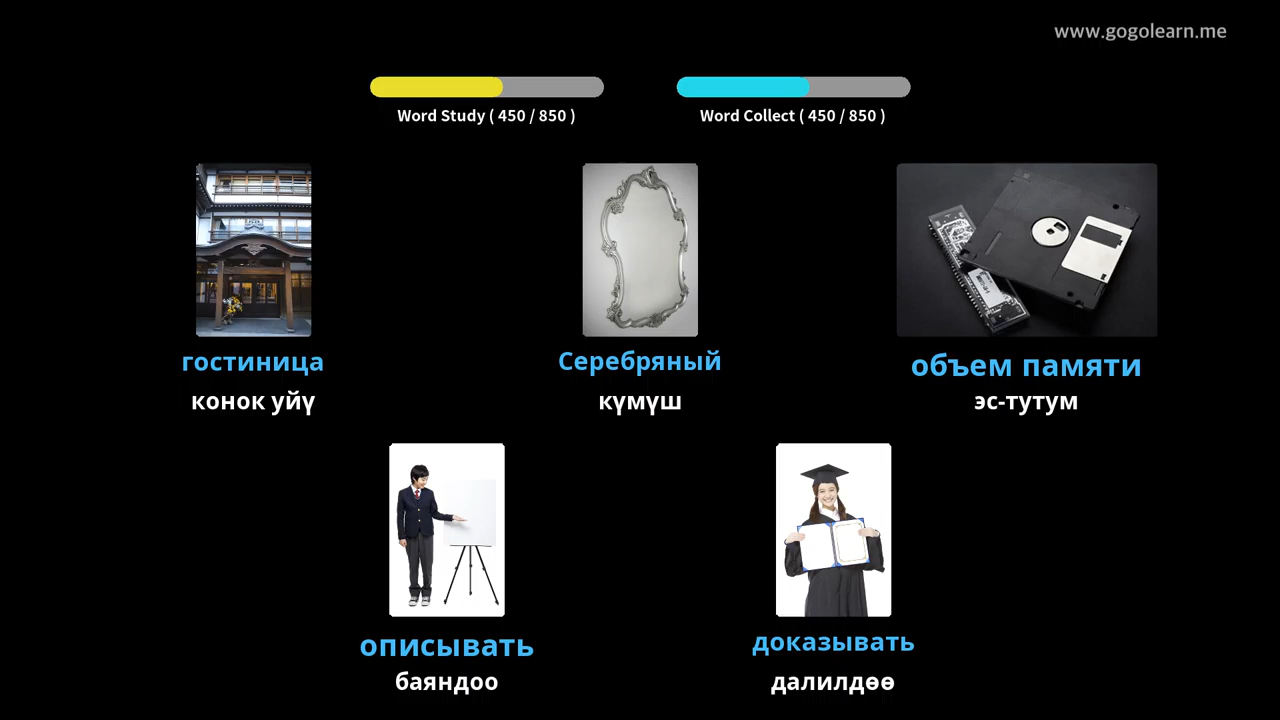 www.gogolearn.me
Word Study ( 450 / 850 )
Word Collect ( 450 / 850 )
гостиница
конок уйү
Серебряный
күмүш
объем памяти
эс-тутум
описывать
баяндоо
доказывать
далилдөө